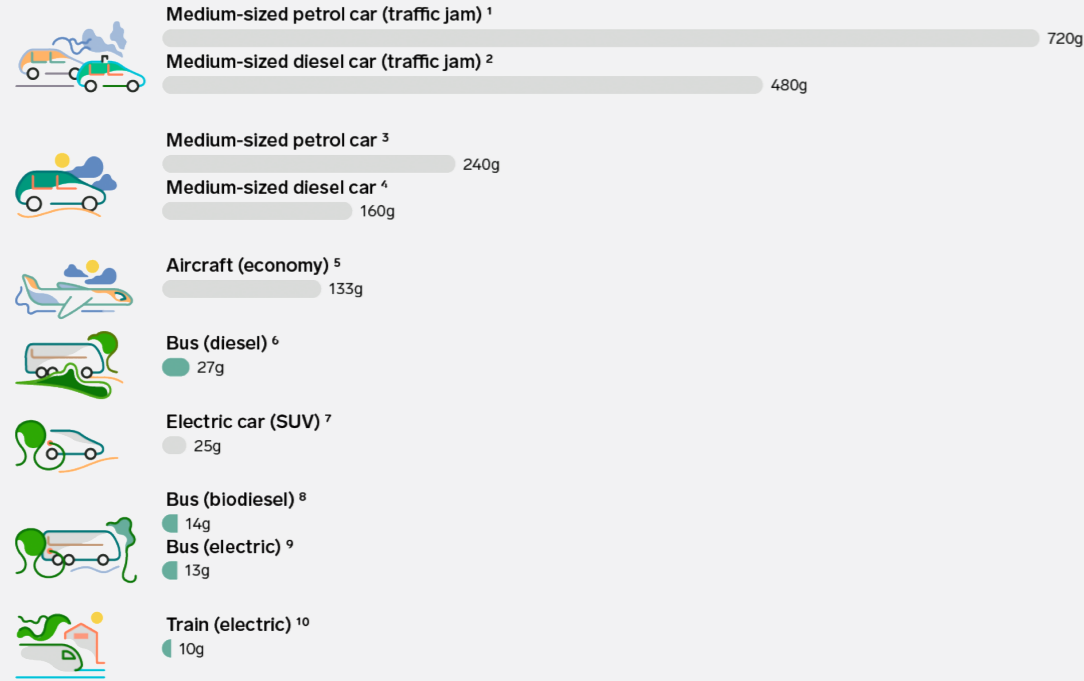 Medium-sized petrol car (traffic jam) ¹
720g
Medium-sized diesel car (traffic jam) ²
480g
Medium-sized petrol car ³
240g
Medium-sized diesel car ⁴
160g
Aircraft (economy) ⁵
133g
Bus (diesel) ⁶
27g
Electric car (SUV) ⁷
25g
Bus (biodiesel) ⁸
14g
Bus (electric) ⁹
13g
Train (electric) ¹⁰
10g